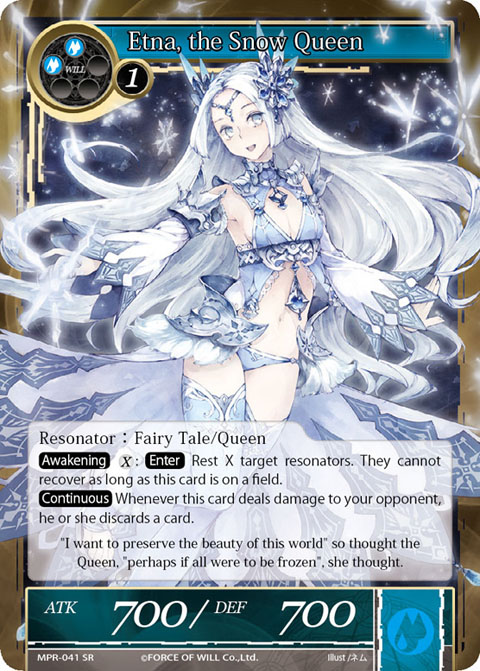 Etna, the Snow Queen
WILL
1
Resonator : Fairy Tale/Queen
Awakening X : Enter Rest X target resonators. They cannot
recover as long as this card is on a field.
Continuous Whenever this card deals damage to your opponent,
he or she discards a card.
"I want to preserve the beauty of this world" so thought the
Queen, "perhaps if all were to be frozen", she thought.
ATK 700 / DEF 700
MPR-041 SR ©FORCE OF WILL Co.,Ltd. Illust /ネム